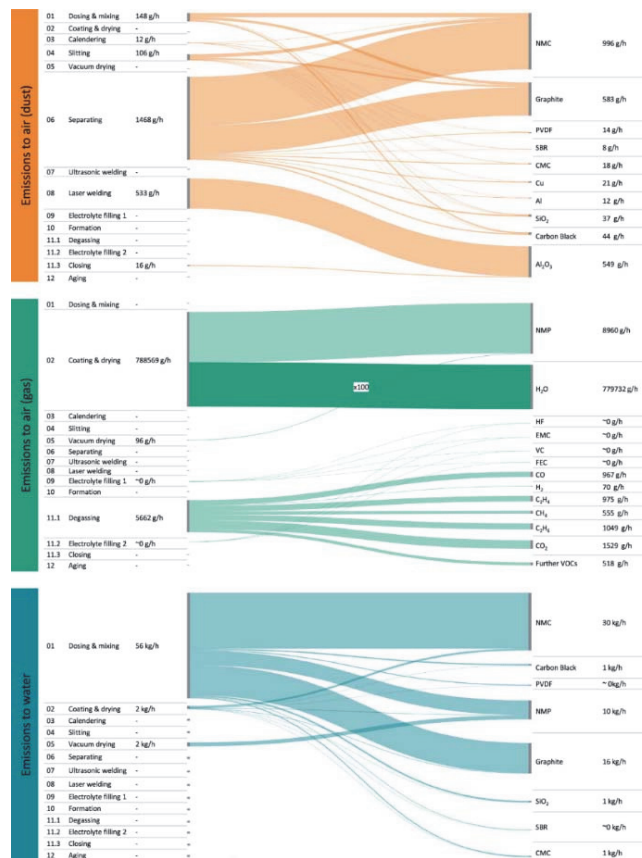 Emissions to air (dust)
01 Dosing & mixing 148 g/h
02 Coating & drying -
03 Calendering 12 g/h
04 Slitting 106 g/h
05 Vacuum drying -
06 Separating 1468 g/h
07 Ultrasonic welding -
08 Laser welding 533 g/h
09 Electrolyte filling 1 -
10 Formation -
11.1 Degassing -
11.2 Electrolyte filling 2 -
11.3 Closing 16 g/h
12 Aging -
NMC 996 g/h
Graphite 583 g/h
PVDF 14 g/h
SBR 8 g/h
CMC 18 g/h
Cu 21 g/h
Al 12 g/h
SiO₂ 37 g/h
Carbon Black 44 g/h
Al₂O₃ 549 g/h
Emissions to air (gas)
01 Dosing & mixing -
02 Coating & drying 788569 g/h
03 Calendering -
04 Slitting -
05 Vacuum drying 96 g/h
06 Separating -
07 Ultrasonic welding -
08 Laser welding -
09 Electrolyte filling 1 ~0 g/h
10 Formation -
11.1 Degassing 5662 g/h
11.2 Electrolyte filling 2 ~0 g/h
11.3 Closing -
12 Aging -
x100
NMP 8960 g/h
H₂O 779732 g/h
HF ~0 g/h
EMC ~0 g/h
VC ~0 g/h
FEC ~0 g/h
CO 967 g/h
H₂ 70 g/h
C₂H₄ 975 g/h
CH₄ 555 g/h
1049 g/h
CO₂ 1529 g/h
Further VOCs 518 g/h
Emissions to water
01 Dosing & mixing 56 kg/h
02 Coating & drying 2 kg/h
03 Calendering -
04 Slitting -
05 Vacuum drying 2 kg/h
06 Separating -
07 Ultrasonic welding -
08 Laser welding -
09 Electrolyte filling 1 -
10 Formation -
11.1 Degassing -
11.2 Electrolyte filling 2 -
11.3 Closing -
12 Aging -
NMC 30 kg/h
Carbon Black 1 kg/h
PVDF ~ 0kg/h
NMP 10 kg/h
Graphite 16 kg/h
SiO₂ 1 kg/h
SBR ~0 kg/h
CMC 1 kg/h